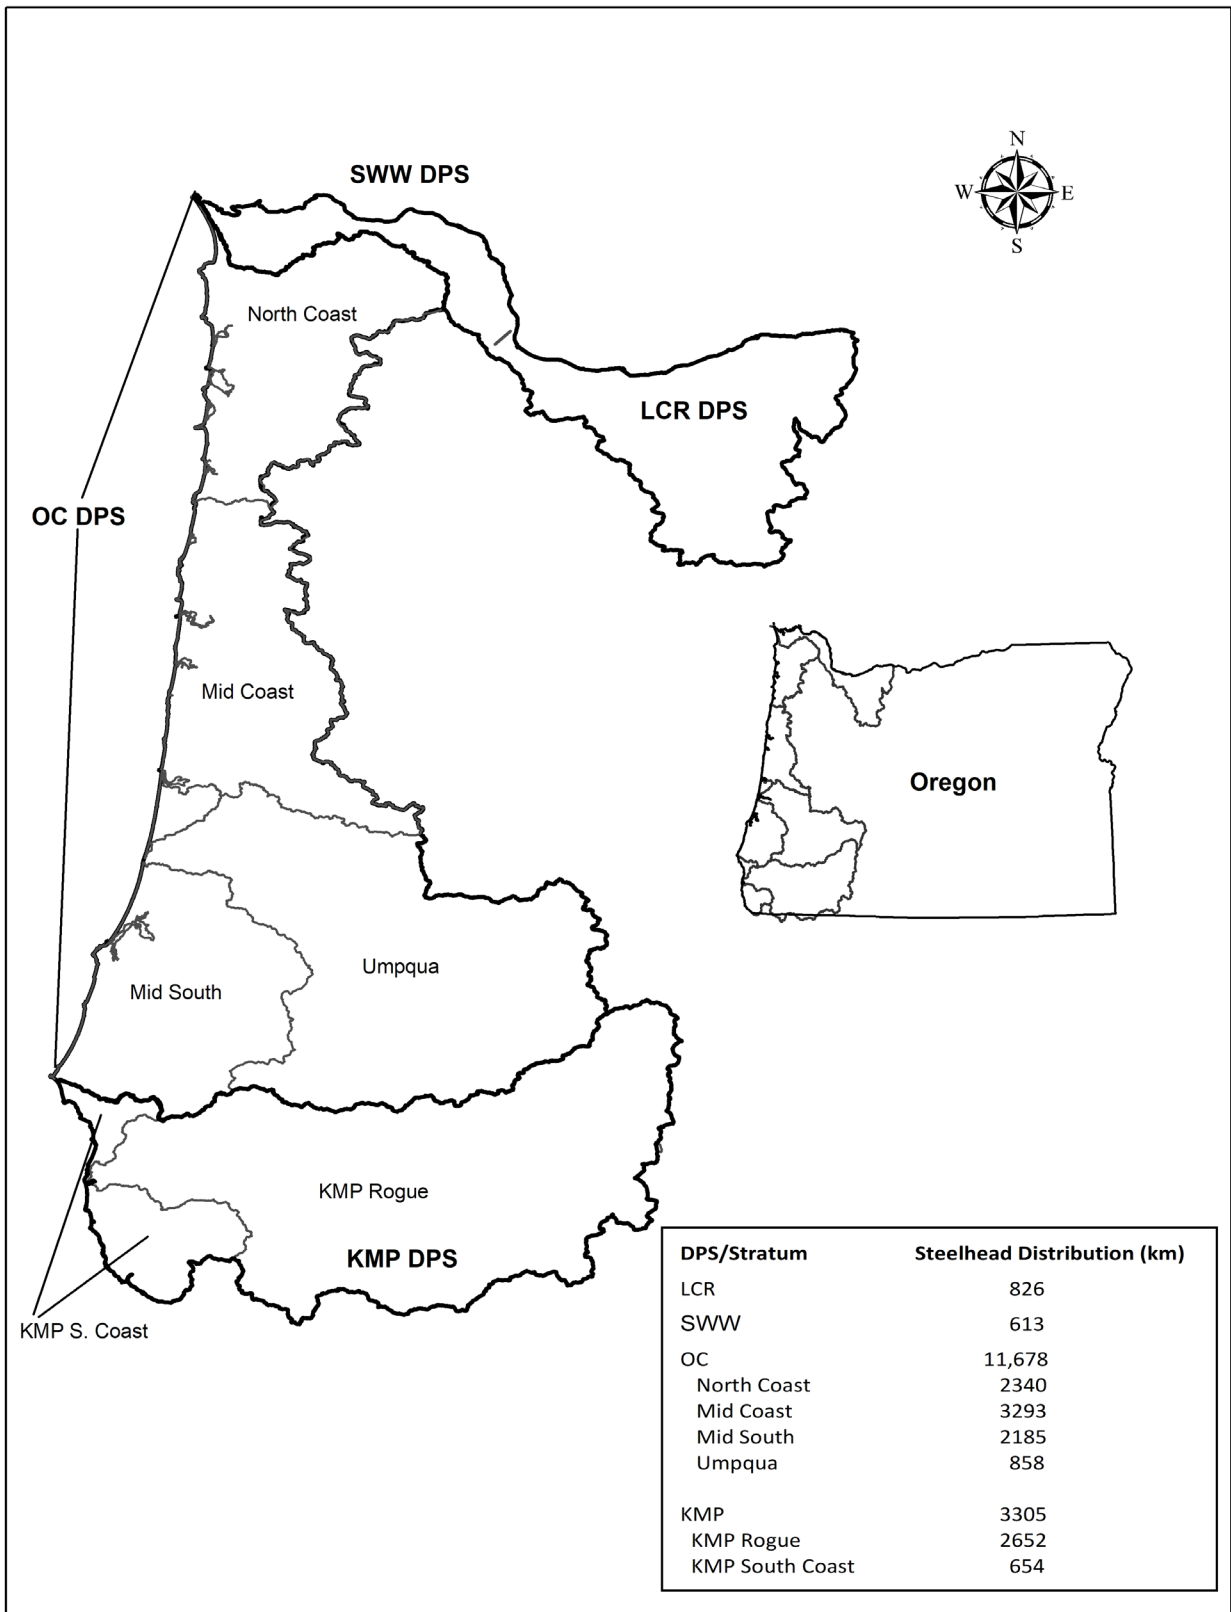 N
W E
S
SWW DPS
North Coast
LCR DPS
OC DPS
Mid Coast
Oregon
Umpqua
Mid South
KMP Rogue
KMP DPS
KMP S. Coast
DPS/Stratum Steelhead Distribution (km)
LCR 826
SWW 613
OC 11,678
North Coast 2340
Mid Coast 3293
Mid South 2185
Umpqua 858
KMP 3305
KMP Rogue 2652
KMP South Coast 654